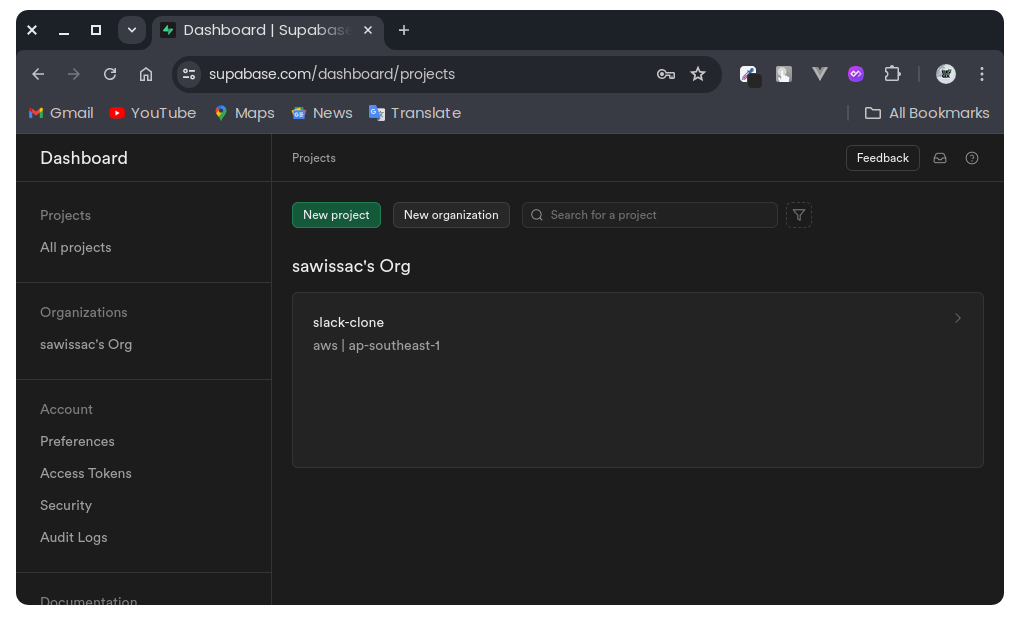 Dashboard | Supabase
supabase.com/dashboard/projects
Gmail
YouTube
Maps
News
Translate
All Bookmarks
Dashboard
Projects
Feedback
Projects
All projects
Organizations
sawissac's Org
Account
Preferences
Access Tokens
Security
Audit Logs
Documentation
New project
New organization
Search for a project
sawissac's Org
slack-clone
aws | ap-southeast-1